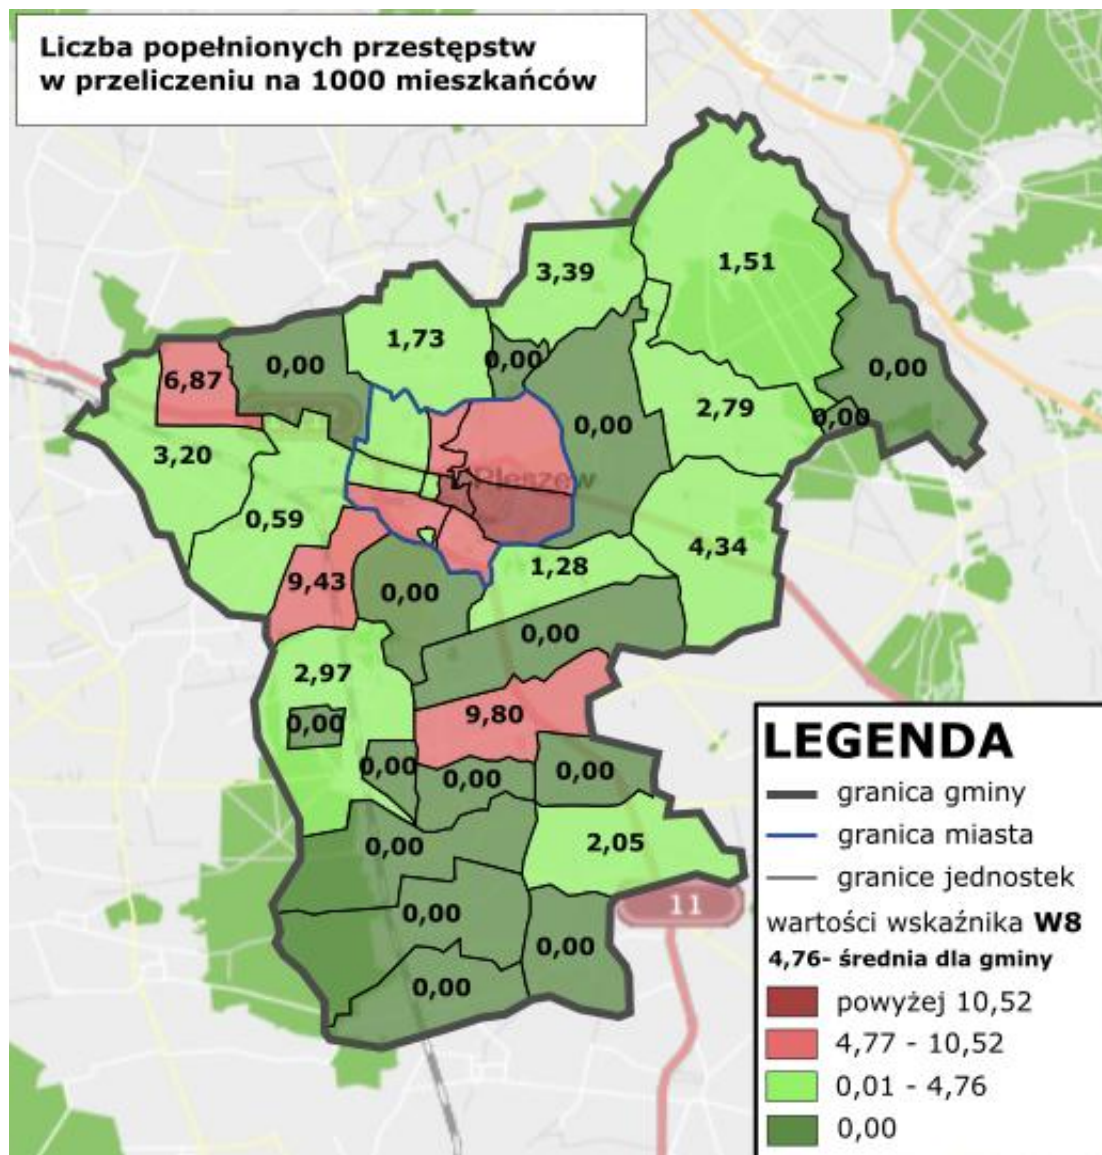 Liczba popełnionych przestępstw
w przeliczeniu na 1000 mieszkańców
1,51
3,39
1,73
0,00
0,00
0,00
6,87
2,79
0,00
0,00
3,20
Pleszew
0,59
4,34
1,28
9,43
0,00
0,00
2,97
9,80
0,00
0,00
0,00
0,00
2,05
0,00
11
0,00
0,00
0,00
LEGENDA
granica gminy
granica miasta
granice jednostek
wartości wskaźnika W8
4,76- średnia dla gminy
powyżej 10,52
4,77 - 10,52
0,01 - 4,76
0,00